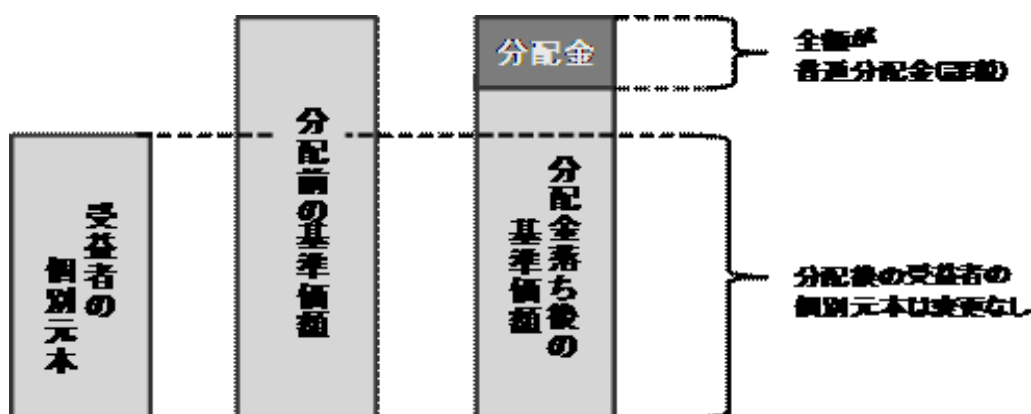 受益者の
個別元本
分配前の基準価額
分配金
分配金落ち後の
基準価額
全額が
普通分配金(課税)
分配後の受益者の
個別元本は変更なし